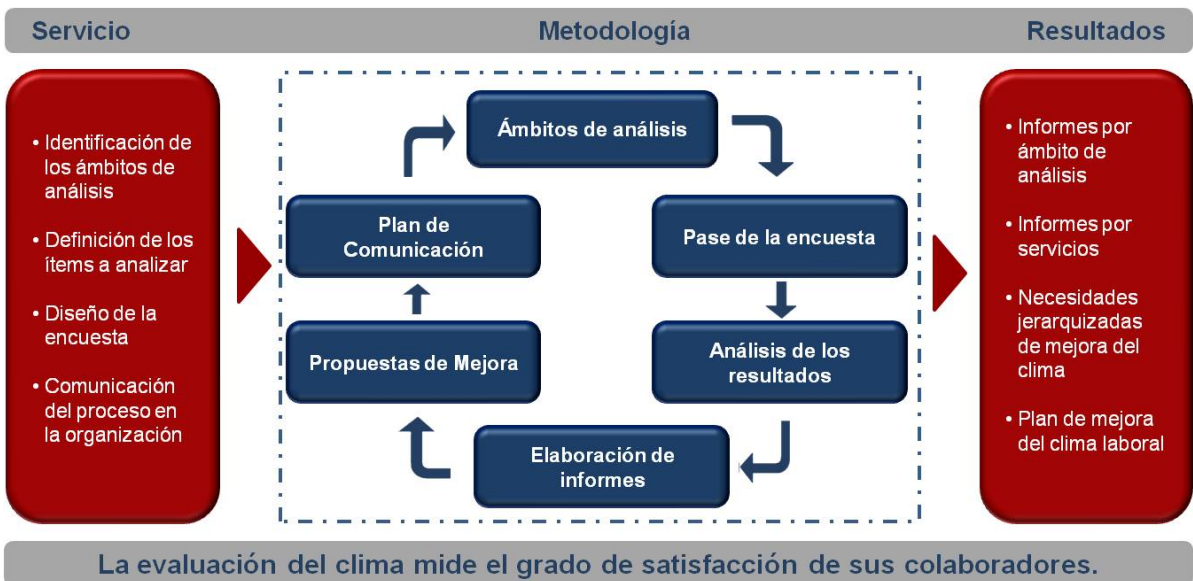 Servicio
Metodología
Resultados
• Identificación de
los ámbitos de
análisis
• Definición de los
ítems a analizar
• Diseño de la
encuesta
• Comunicación
del proceso en
la organización
Ámbitos de análisis
Pase de la encuesta
Análisis de los
resultados
Elaboración de
informes
Propuestas de Mejora
Plan de
Comunicación
• Informes por
ámbito de
análisis
• Informes por
servicios
• Necesidades
jerarquizadas
de mejora del
clima
• Plan de mejora
del clima laboral
La evaluación del clima mide el grado de satisfacción de sus colaboradores.